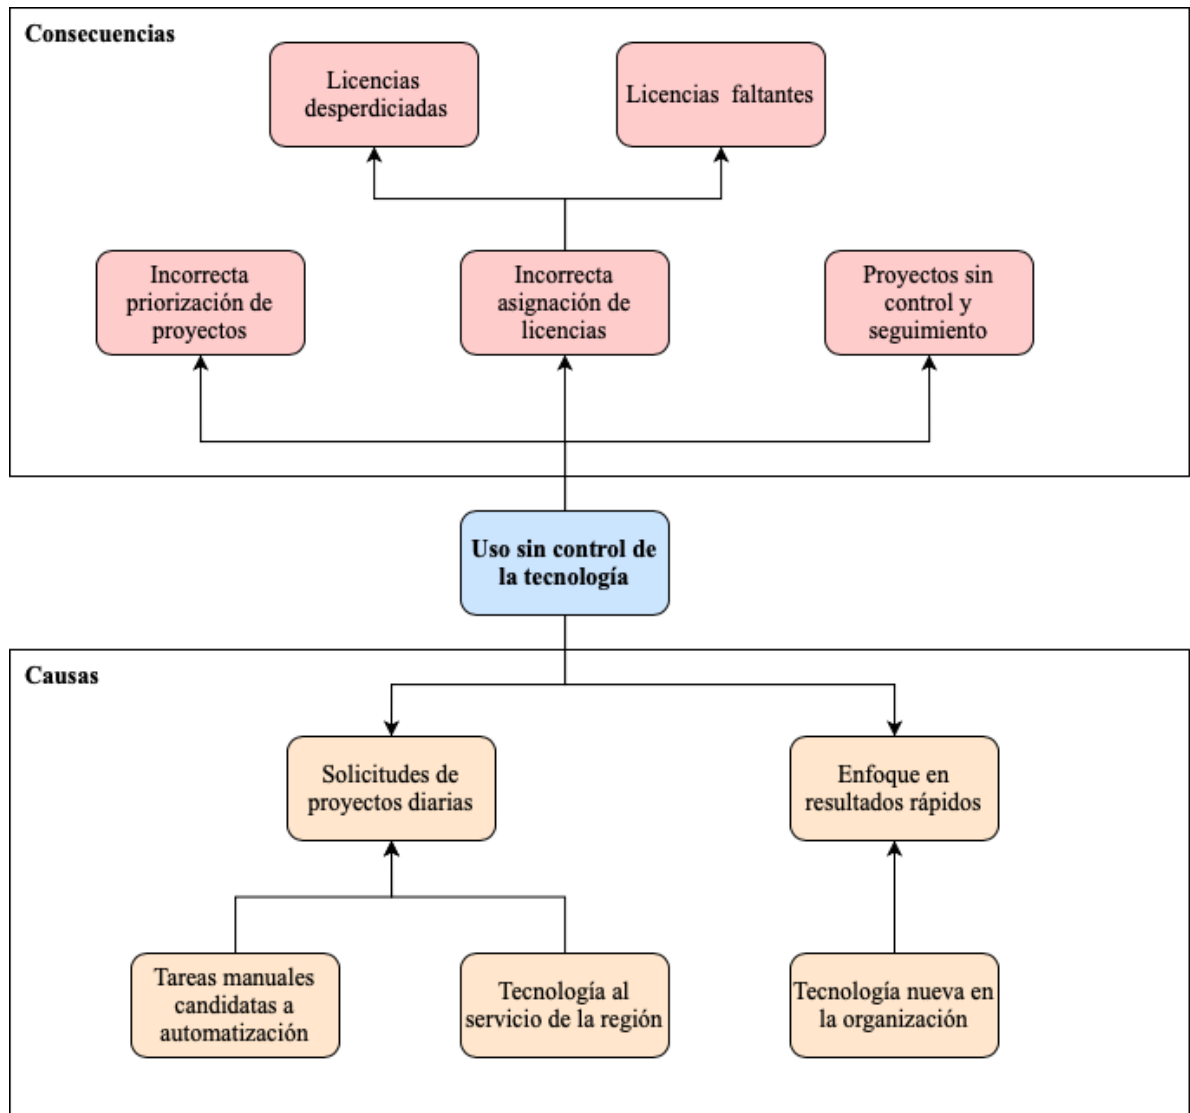 Consecuencias
Licencias
desperdiciadas
Licencias faltantes
Incorrecta
priorización de
proyectos
Incorrecta
asignación de
licencias
Proyectos sin
control y
seguimiento
Uso sin control de
la tecnología
Causas
Solicitudes de
proyectos diarias
Enfoque en
resultados rápidos
Tareas manuales
candidatas a
automatización
Tecnología al
servicio de la región
Tecnología nueva en
la organización